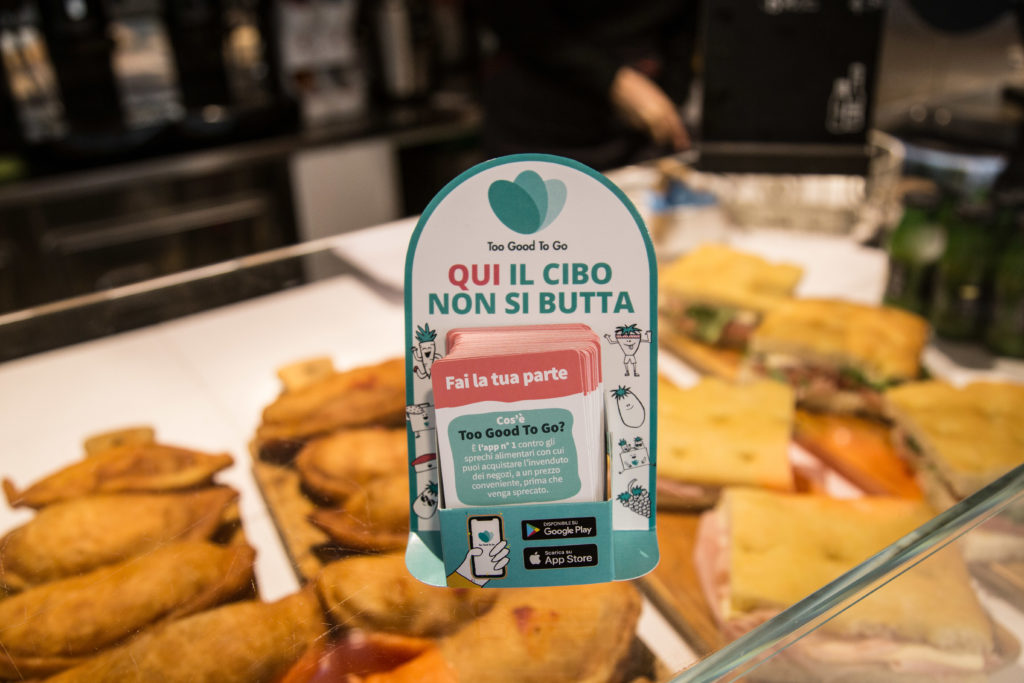 Too Good To Go
QUI IL CIBO
NON SI BUTTA
Fai la tua parte
Cos'è
Too Good To Go?
È l'app n° 1 contro gli
sprechi alimentari con cui
puoi acquistare l'invenduto
dei negozi, a un prezzo
conveniente, prima che
venga sprecato.
DISPONIBILE SU
Google Play
Scarica su
App Store